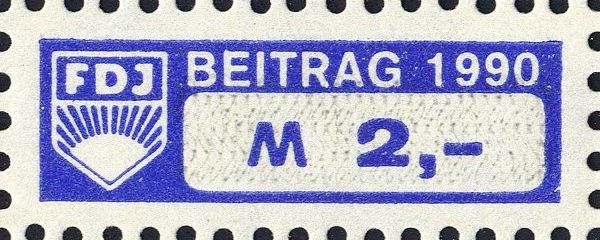 FDJ
BEITRAG 1990
M 2,-